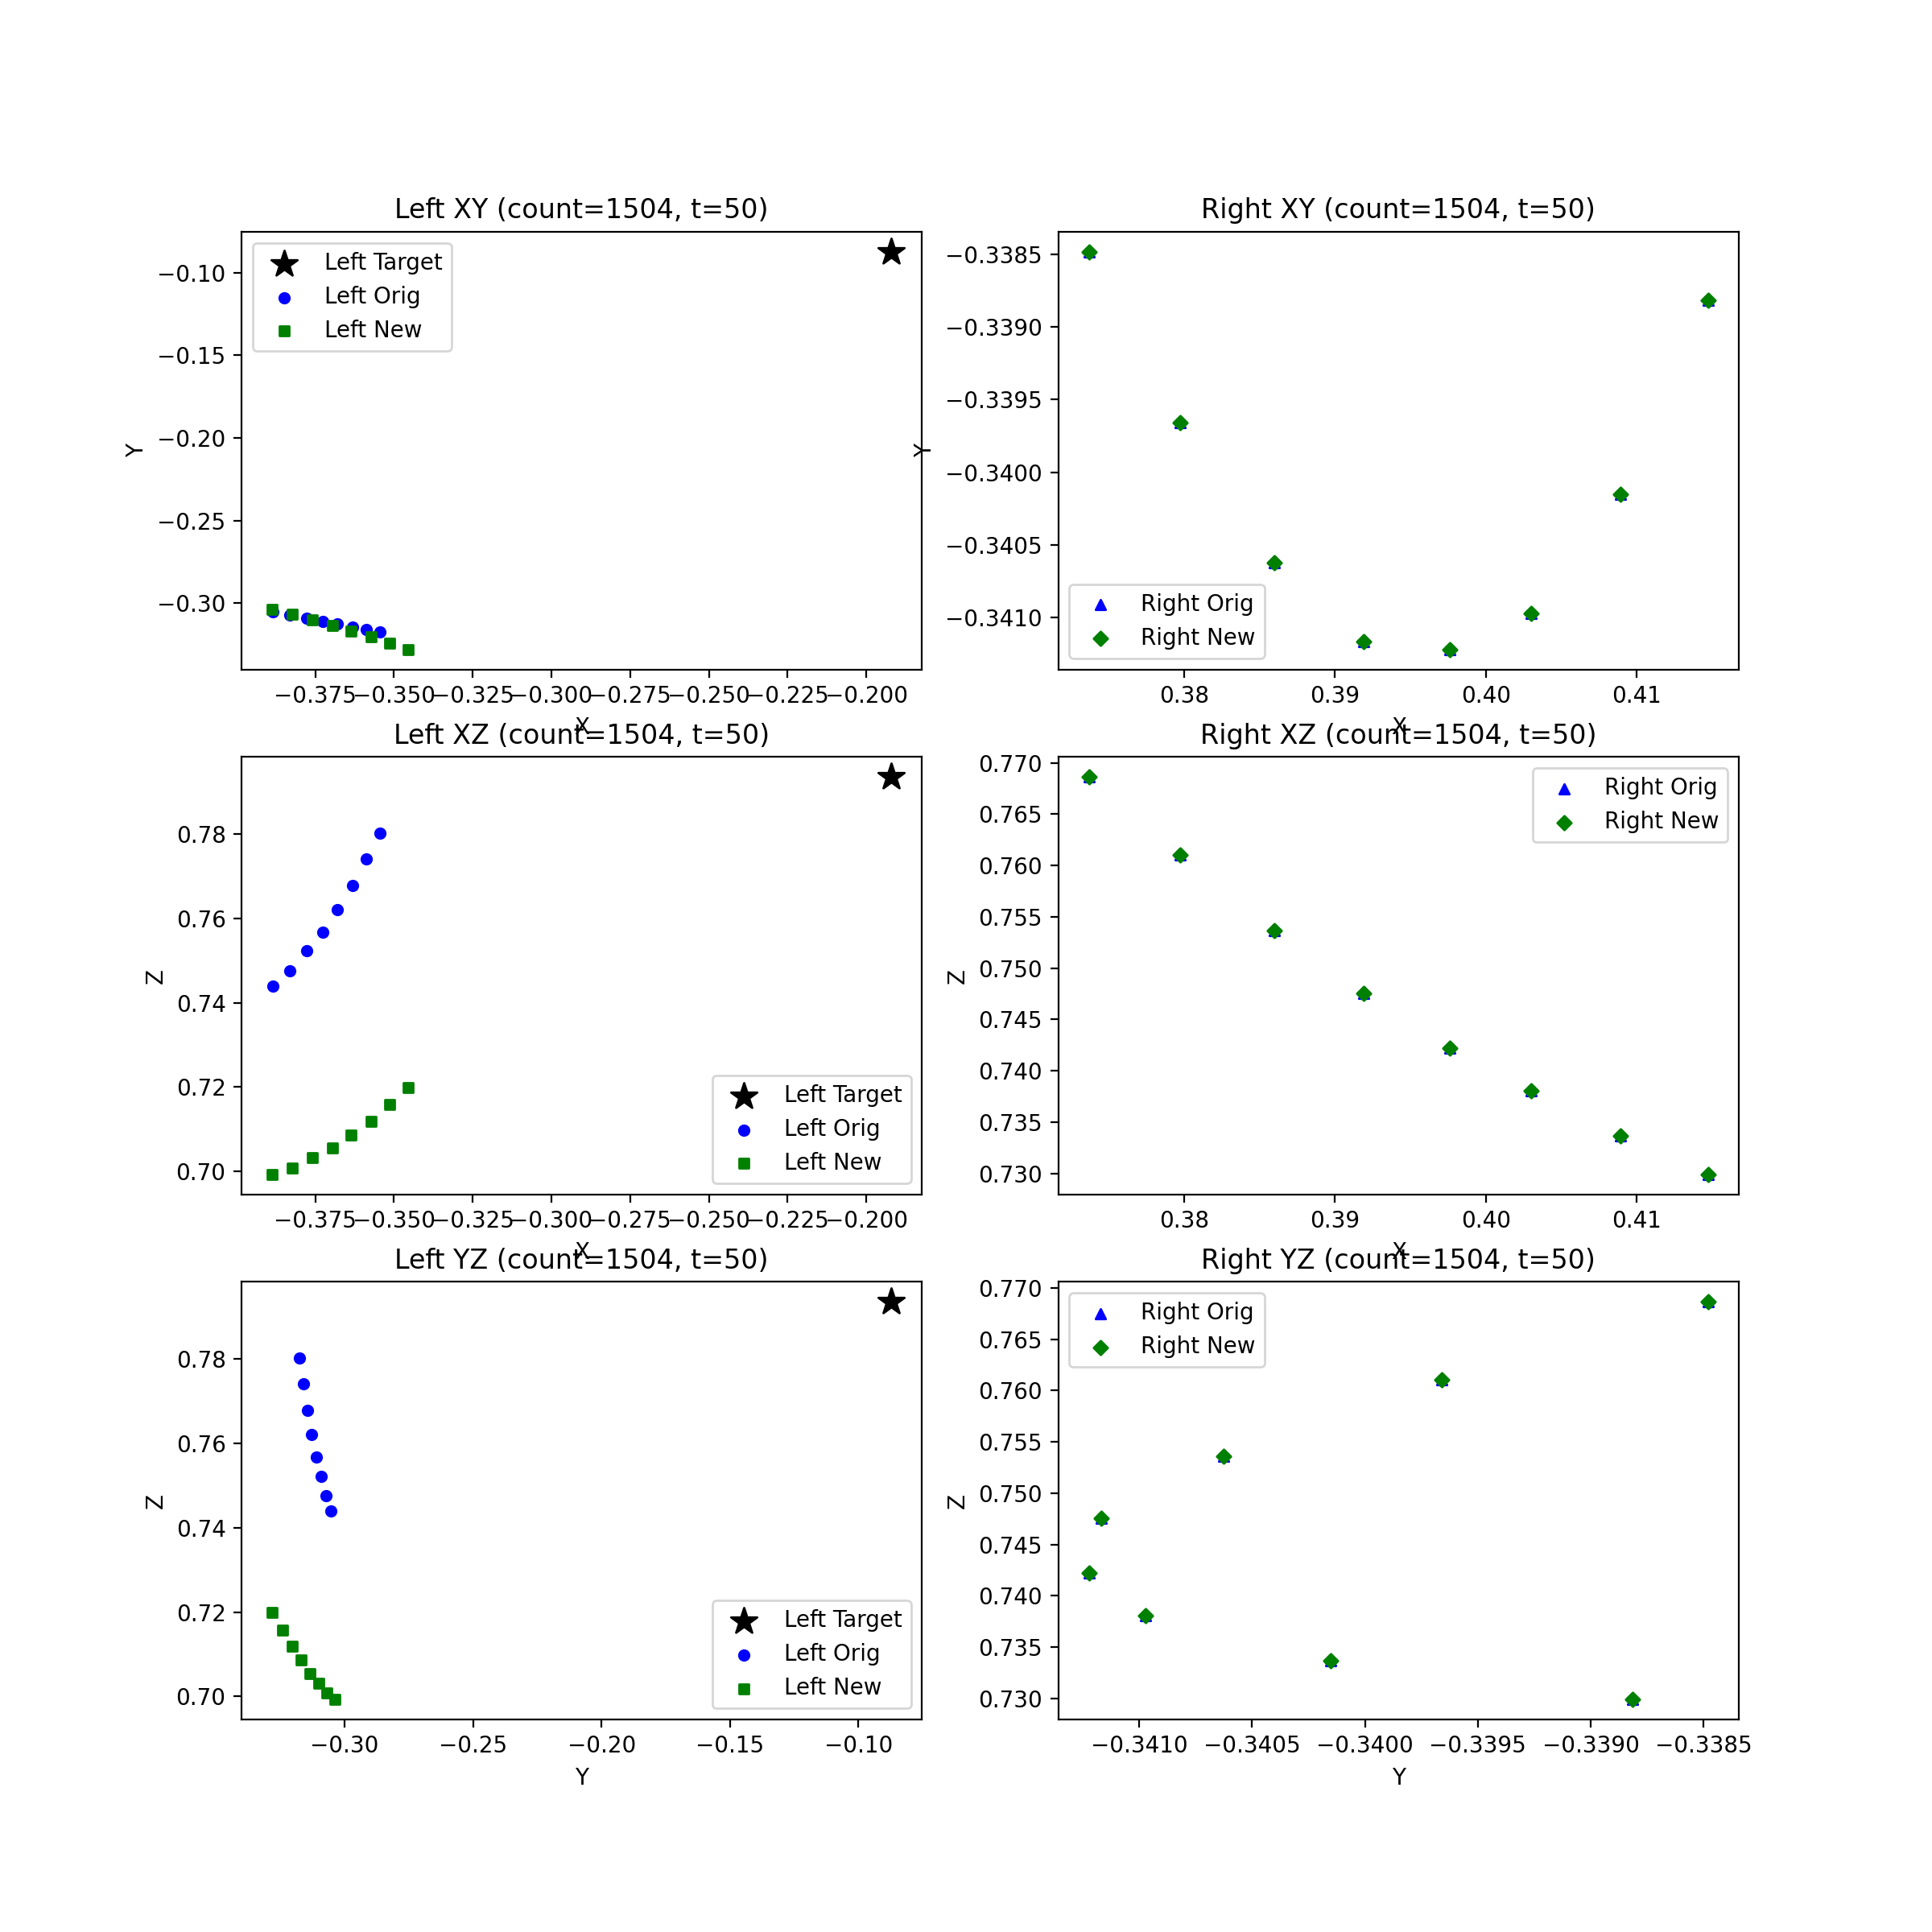 Left XY (count=1504, t=50)
Left Target
Left Orig
Left New
−0.10
−0.15
−0.20
−0.25
−0.30
Y
−0.375
−0.350
−0.325
−0.300
−0.275
−0.250
−0.225
−0.200
X
Right XY (count=1504, t=50)
−0.3385
−0.3390
−0.3395
−0.3400
−0.3405
−0.3410
Y
Right Orig
Right New
0.38
0.39
0.40
0.41
X
Left XZ (count=1504, t=50)
0.78
0.76
0.74
0.72
0.70
Z
Left Target
Left Orig
Left New
−0.375
−0.350
−0.325
−0.300
−0.275
−0.250
−0.225
−0.200
X
Right XZ (count=1504, t=50)
0.770
0.765
0.760
0.755
0.750
0.745
0.740
0.735
0.730
Z
Right Orig
Right New
0.38
0.39
0.40
0.41
X
Left YZ (count=1504, t=50)
0.78
0.76
0.74
0.72
0.70
Z
Left Target
Left Orig
Left New
−0.30
−0.25
−0.20
−0.15
−0.10
Y
Right YZ (count=1504, t=50)
Right Orig
Right New
0.770
0.765
0.760
0.755
0.750
0.745
0.740
0.735
0.730
Z
−0.3410
−0.3405
−0.3400
−0.3395
−0.3390
−0.3385
Y